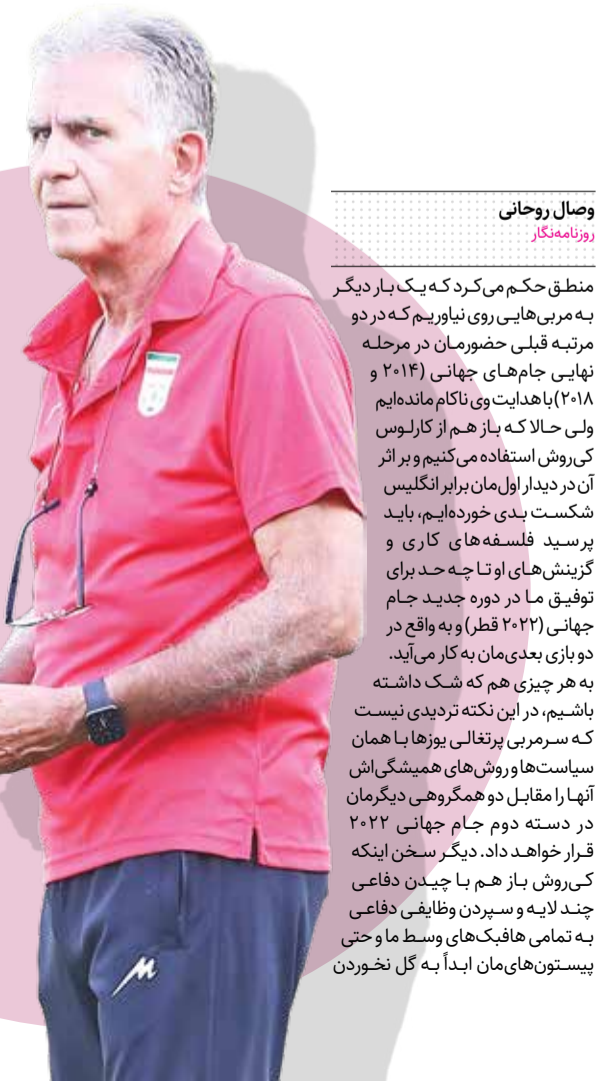 وصال روحانی
روزنامه‌نگار
منطق حکم می‌کرد که یک بار دیگر
به مربی‌هایی روی نیاوریم که در دو
مرتبه قبلی حضورمان در مرحله
نهایی جام‌های جهانی (۲۰۱۴ و
۲۰۱۸) با هدایت وی ناکام مانده‌ایم
ولی حالا که باز هم از کارلوس
کی‌روش استفاده می‌کنیم و بر اثر
آن در دیدار اول‌مان برابر انگلیس
شکست بدی خورده‌ایم، باید
پرسید فلسفه‌های کاری و
گزینش‌های او تا چه حد برای
توفیق ما در دوره جدید جام
جهانی (۲۰۲۲ قطر) و به واقع در
دو بازی بعدی‌مان به کار می‌آید.
به هر چیزی هم که شک داشته
باشیم، در این نکته تردیدی نیست
که سرمربی پرتغالی یوزها با همان
سیاست‌ها و روش‌های همیشگی‌اش
آنها را مقابل دو همگروهی دیگرمان
در دسته دوم جام جهانی ۲۰۲۲
قرار خواهد داد. دیگر سخن اینکه
کی‌روش باز هم با چیدن دفاعی
چند لایه و سپردن وظایفی دفاعی
به تمامی هافبک‌های وسط ما و حتی
پیستون‌های‌مان ابداً به گل نخوردن